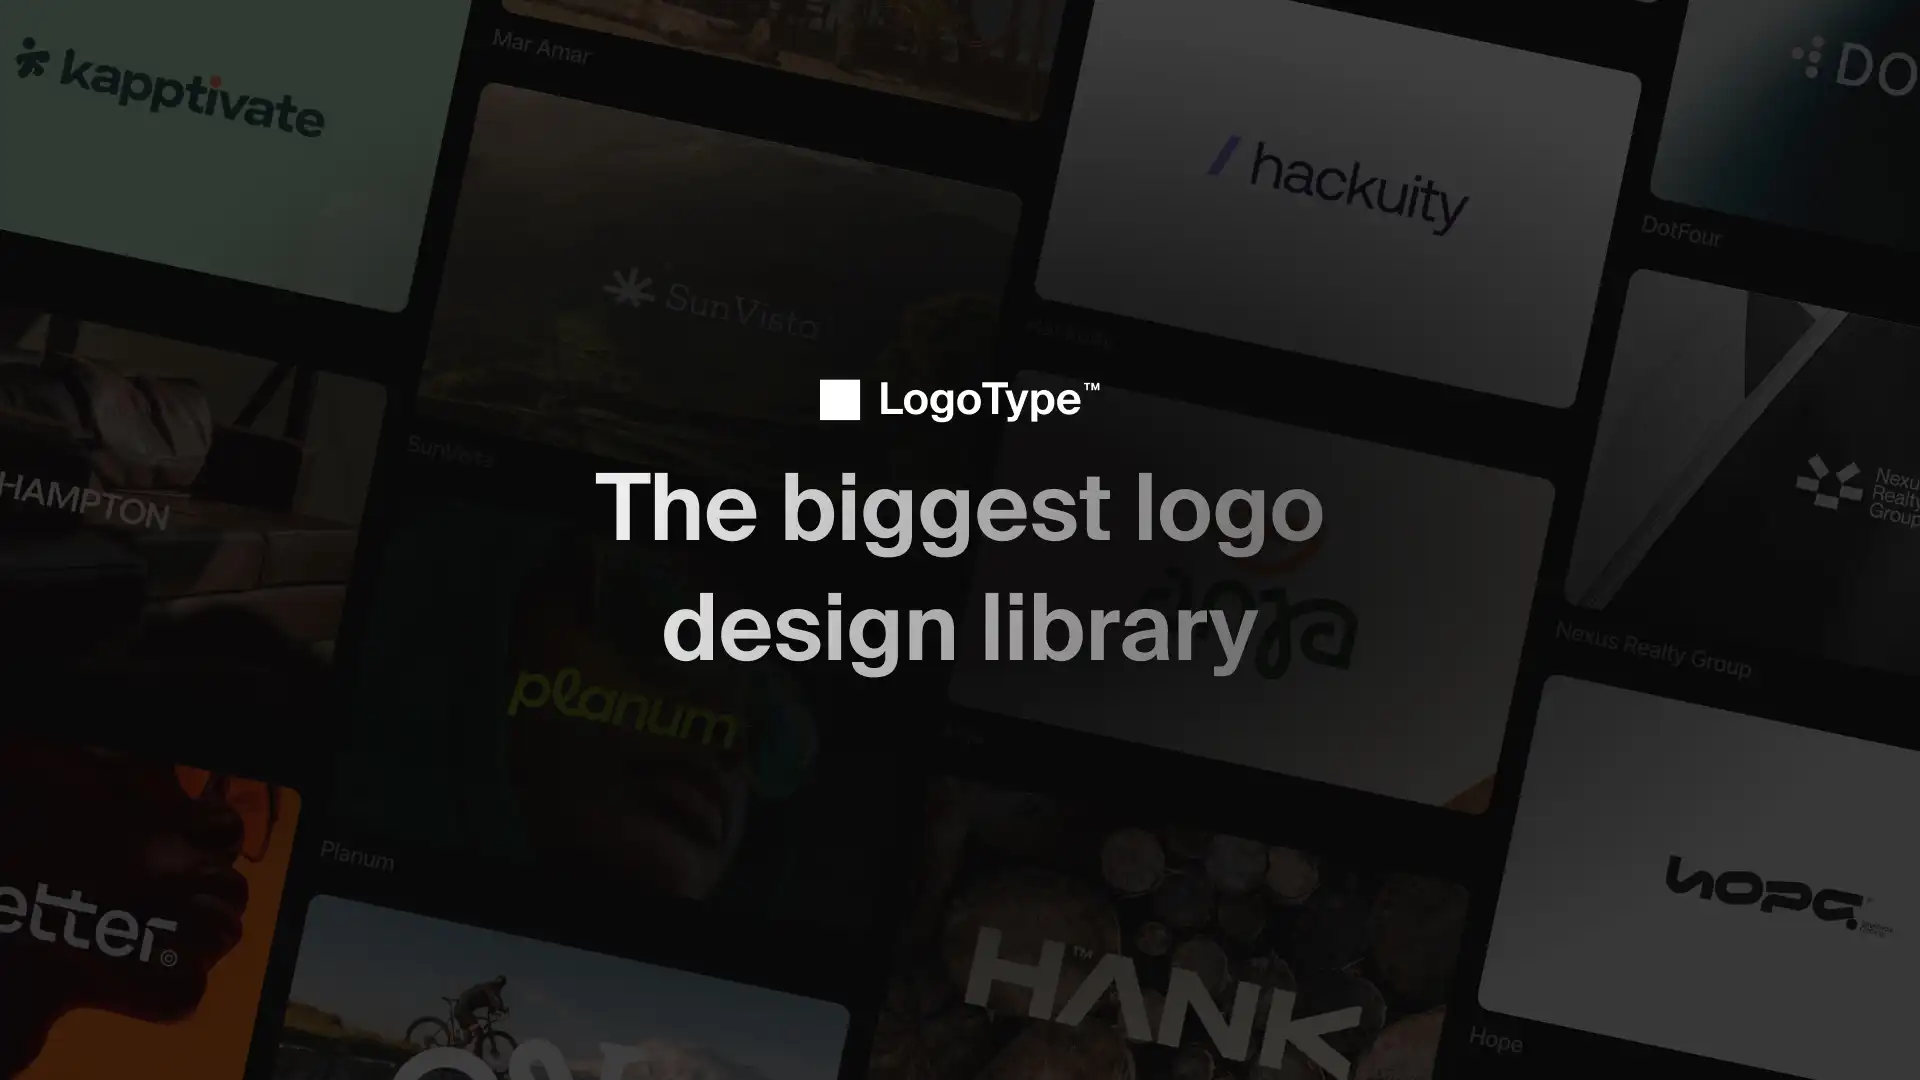 kapptivate
Mar Amar
DO
hackuity
DotFour
SunVista
Hackuity
LogoType™
SunVista
The biggest logo
design library
HAMPTON
Nexus
Realty
Group
Nexus Realty Group
planum
Planum
etter
HANK™
Hope